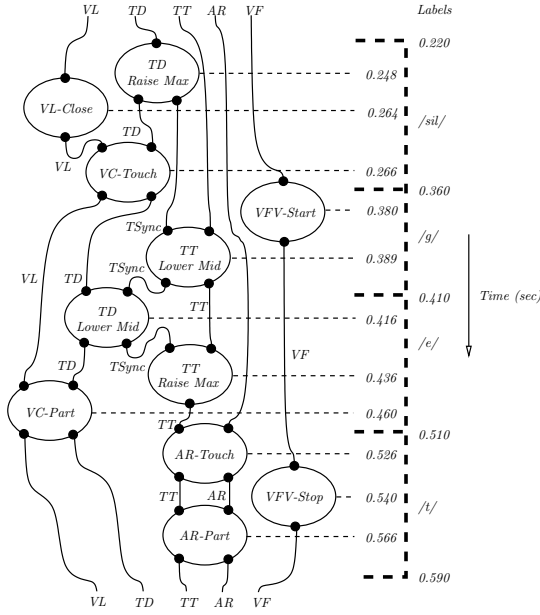 VL TD TT AR VF Labels
0.220
TD
Raise Max
0.248
VL-Close
0.264
/sil/
TD
VL
VC-Touch
0.266
0.360
VFV-Start
0.380
TSync
/g/
TT
Lower Mid
0.389
TSync
VL
TD
0.410
Time (sec)
TT
TD
Lower Mid
0.416
/e/
VF
TD
TSync
TT
Raise Max
0.436
VC-Part
0.460
TT
0.510
AR-Touch
0.526
TT
AR
VFV-Stop
0.540
/t/
AR-Part
0.566
0.590
VL TD TT AR VF